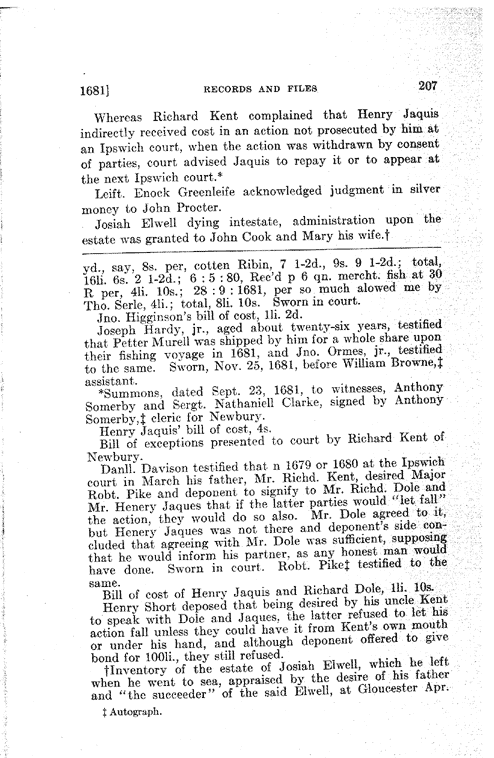 1681] RECORDS AND FILES 207
Whereas Richard Kent complained that Henry Jaquis
indirectly received cost in an action not prosecuted by him at
an Ipswich court, when the action was withdrawn by consent
of parties, court advised Jaquis to repay it or to appear at
the next Ipswich court.*
Leift. Enock Greenleife acknowledged judgment in silver
money to John Procter.
Josiah Elwell dying intestate, administration upon the
estate was granted to John Cook and Mary his wife.†
yd., say, 8s. per, cotten Ribin, 7 1-2d., 9s. 9 1-2d.; total,
16li. 6s. 2 1-2d.; 6 : 5 : 80, Rec'd p 6 qn. mercht. fish at 30
R per, 4li. 10s.; 28 : 9 : 1681, per so much alowed me by
Tho. Serle, 4li.; total, 8li. 10s. Sworn in court.
Jno. Higginson's bill of cost, 1li. 2d.
Joseph Hardy, jr., aged about twenty-six years, testified
that Petter Murell was shipped by him for a whole share upon
their fishing voyage in 1681, and Jno. Ormes, jr., testified
to the same. Sworn, Nov. 25, 1681, before William Browne,‡
assistant.
*Summons, dated Sept. 23, 1681, to witnesses, Anthony
Somerby and Sergt. Nathaniell Clarke, signed by Anthony
Somerby,‡ cleric for Newbury.
Henry Jaquis' bill of cost, 4s.
Bill of exceptions presented to court by Richard Kent of
Newbury.
Danll. Davison testified that n 1679 or 1680 at the Ipswich
court in March his father, Mr. Richd. Kent, desired Major
Robt. Pike and deponent to signify to Mr. Richd. Dole and
Mr. Henery Jaques that if the latter parties would "let fall"
the action, they would do so also. Mr. Dole agreed to it,
but Henery Jaques was not there and deponent's side con-
cluded that agreeing with Mr. Dole was sufficient, supposing
that he would inform his partner, as any honest man would
have done. Sworn in court. Robt. Pike‡ testified to the
same.
Bill of cost of Henry Jaquis and Richard Dole, 1li. 10s.
Henry Short deposed that being desired by his uncle Kent
to speak with Dole and Jaques, the latter refused to let his
action fall unless they could have it from Kent's own mouth
or under his hand, and although deponent offered to give
bond for 100li., they still refused.
†Inventory of the estate of Josiah Elwell, which he left
when he went to sea, appraised by the desire of his father
and "the succeeder" of the said Elwell, at Gloucester Apr.
‡ Autograph.